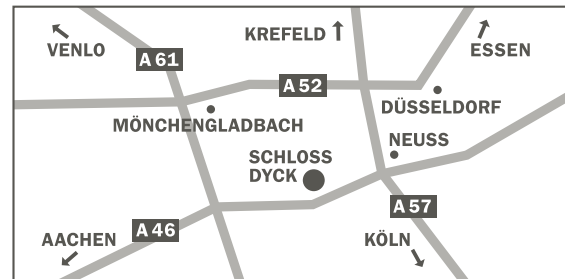 KREFELD
VENLO
ESSEN
A 61
A 52
DÜSSELDORF
MÖNCHENGLADBACH
NEUSS
SCHLOSS
DYCK
A 57
A 46
AACHEN
KÖLN